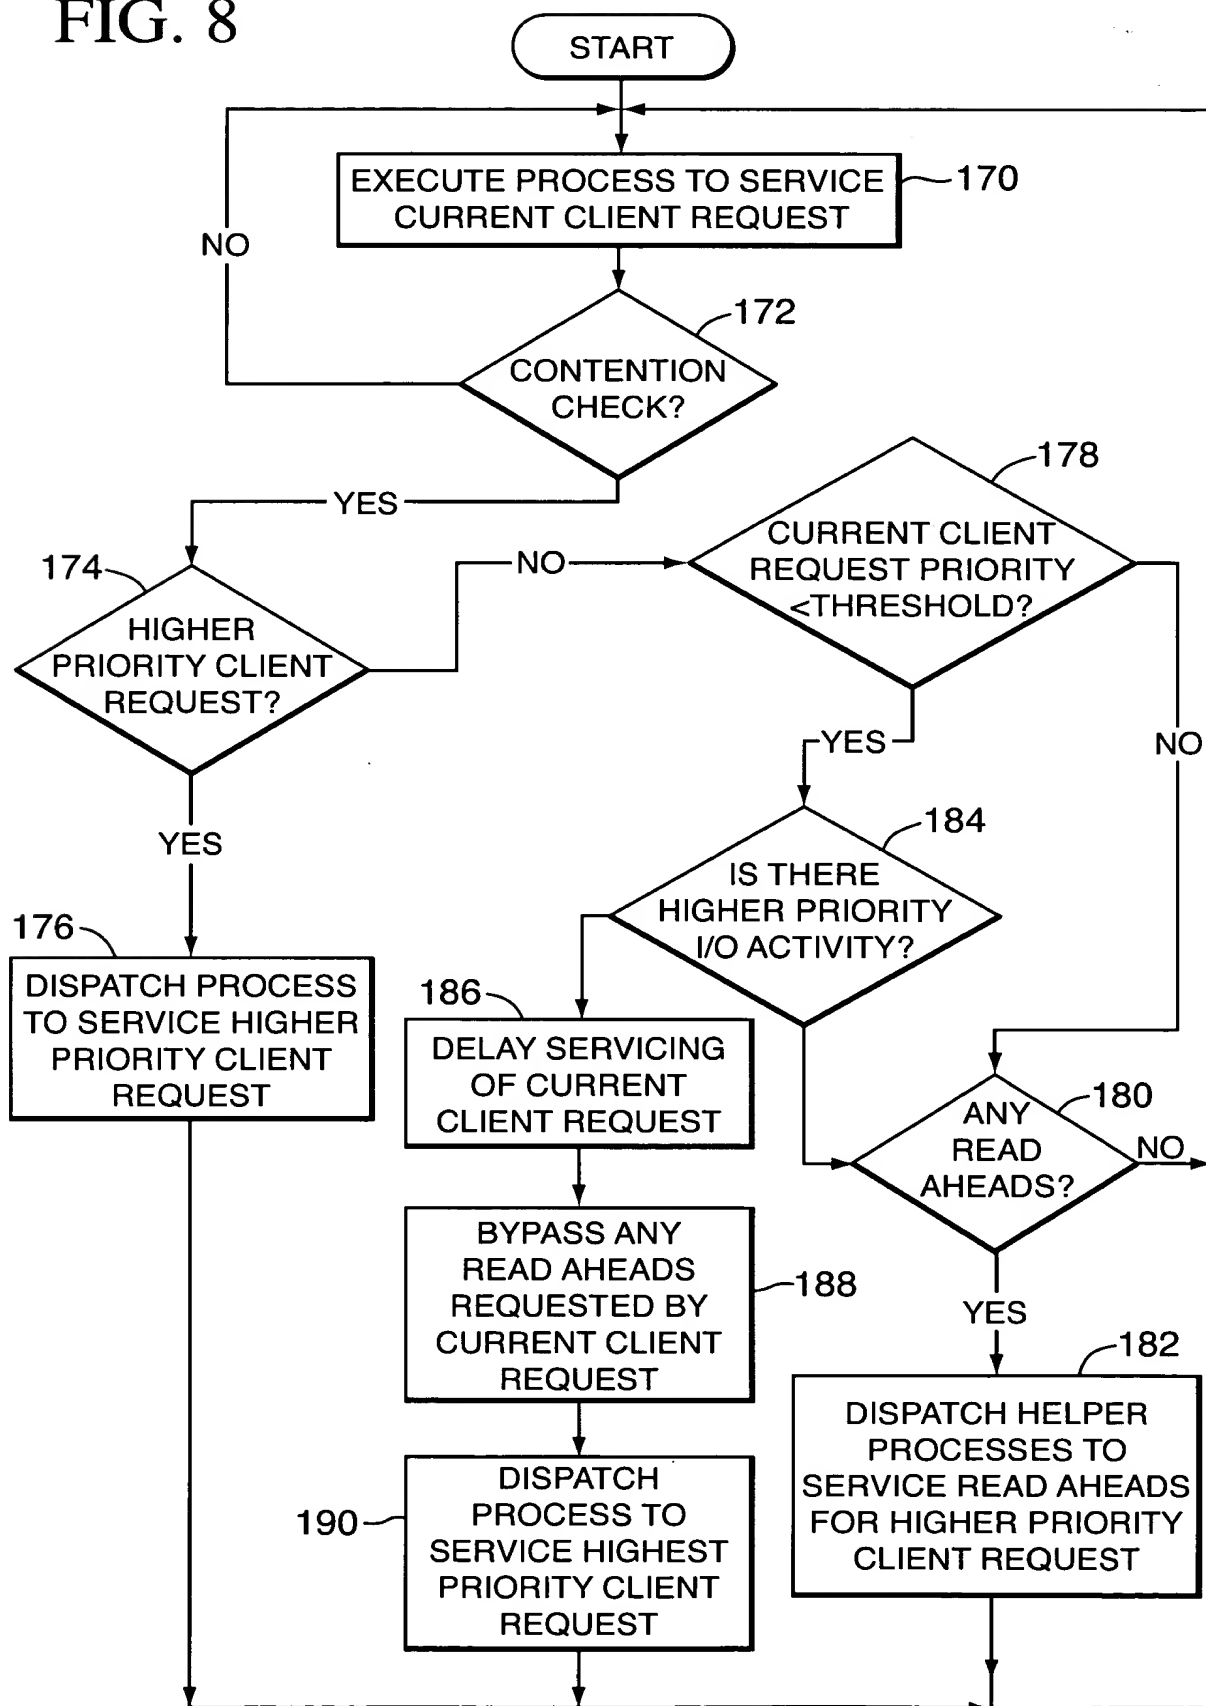 FIG. 8
START
EXECUTE PROCESS TO SERVICE
CURRENT CLIENT REQUEST
170
NO
172
CONTENTION
CHECK?
YES
178
CURRENT CLIENT
REQUEST PRIORITY
<THRESHOLD?
174
NO
HIGHER
PRIORITY CLIENT
REQUEST?
YES
NO
184
YES
IS THERE
HIGHER PRIORITY
I/O ACTIVITY?
176
DISPATCH PROCESS
TO SERVICE HIGHER
PRIORITY CLIENT
REQUEST
186
DELAY SERVICING
OF CURRENT
CLIENT REQUEST
180
ANY
READ
AHEADS?
NO
BYPASS ANY
READ AHEADS
REQUESTED BY
CURRENT CLIENT
REQUEST
188
YES
182
DISPATCH HELPER
PROCESSES TO
SERVICE READ AHEADS
FOR HIGHER PRIORITY
CLIENT REQUEST
190
DISPATCH
PROCESS TO
SERVICE HIGHEST
PRIORITY CLIENT
REQUEST